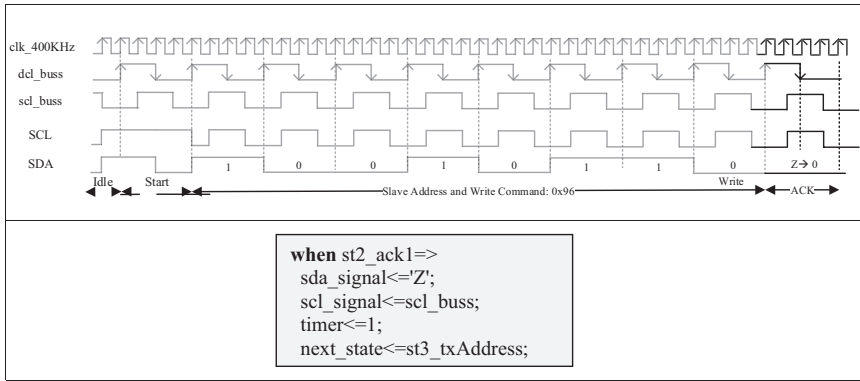 clk_400KHz
dcl_buss
scl_buss
SCL
SDA
1 0 0 1 0 1 1 0 Z→ 0
Idle Start Write
Slave Address and Write Command: 0x96 ACK
when st2_ack1=>
sda_signal<='Z';
scl_signal<=scl_buss;
timer<=1;
next_state<=st3_txAddress;